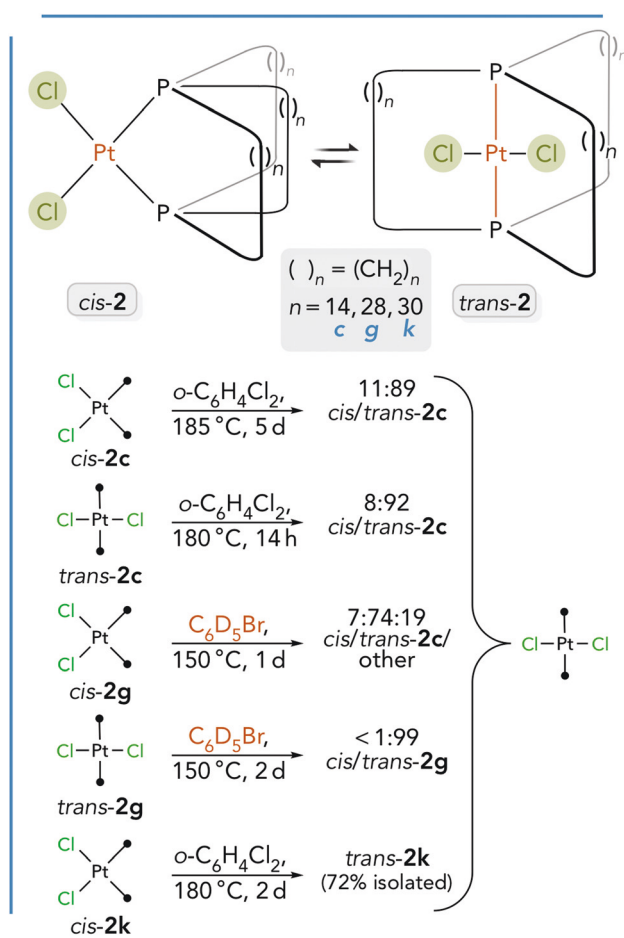 ( )n
( )n
( )n
Cl
P
Pt
Cl
P
cis-2
( )n
( )n
( )n
P
Cl Pt Cl
P
trans-2
( )n = (CH2)n
n = 14, 28, 30
c g k
Cl
Pt
Cl
cis-2c
o-C6H4Cl2,
185 °C, 5 d
11:89
cis/trans-2c
Cl Pt Cl
trans-2c
o-C6H4Cl2,
180 °C, 14 h
8:92
cis/trans-2c
Cl
Pt
Cl
cis-2g
C6D5Br,
150 °C, 1 d
7:74:19
cis/trans-2c/
other
Cl Pt Cl
trans-2g
C6D5Br,
150 °C, 2 d
< 1:99
cis/trans-2g
Cl
Pt
Cl
cis-2k
o-C6H4Cl2,
180 °C, 2 d
trans-2k
(72% isolated)
Cl Pt Cl